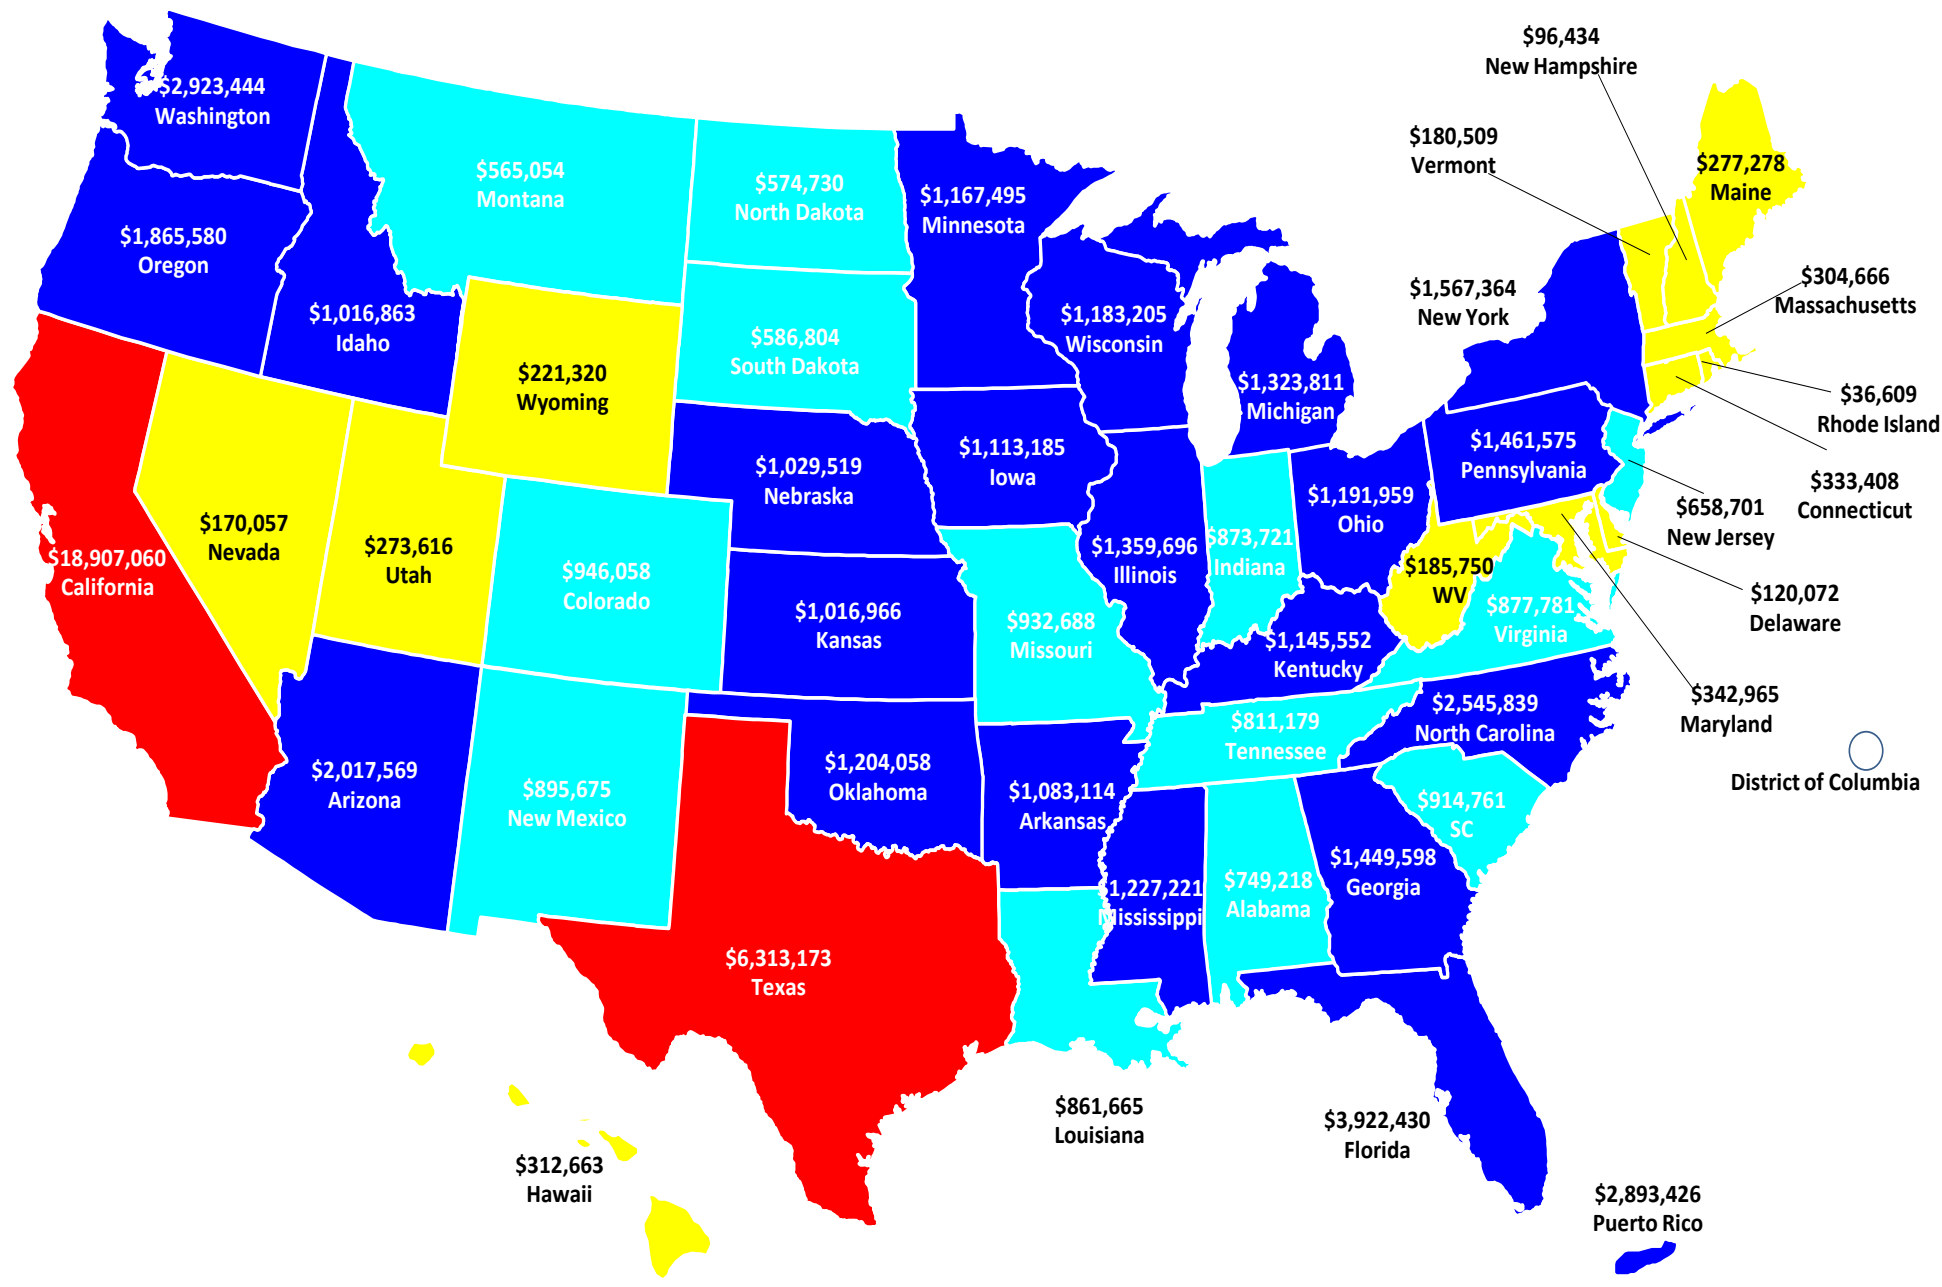 $96,434
New Hampshire
$2,923,444
Washington
$180,509
Vermont
$277,278
Maine
$565,054
Montana
$574,730
North Dakota
$1,167,495
Minnesota
$1,865,580
Oregon
$304,666
Massachusetts
$1,567,364
New York
$1,016,863
Idaho
$1,183,205
Wisconsin
$586,804
South Dakota
$221,320
Wyoming
$1,323,811
Michigan
$36,609
Rhode Island
$1,461,575
Pennsylvania
$1,113,185
Iowa
$1,029,519
Nebraska
$333,408
Connecticut
$1,191,959
Ohio
$658,701
New Jersey
$170,057
Nevada
$273,616
Utah
$18,907,060
California
$873,721
Indiana
$1,359,696
Illinois
$185,750
WV
$946,058
Colorado
$120,072
Delaware
$877,781
Virginia
$1,016,966
Kansas
$932,688
Missouri
$1,145,552
Kentucky
$342,965
Maryland
$2,545,839
North Carolina
$811,179
Tennessee
$2,017,569
Arizona
$1,204,058
Oklahoma
District of Columbia
$895,675
New Mexico
$1,083,114
Arkansas
$914,761
SC
$1,449,598
Georgia
$749,218
Alabama
$1,227,221
Mississippi
$6,313,173
Texas
$861,665
Louisiana
$3,922,430
Florida
$312,663
Hawaii
$2,893,426
Puerto Rico